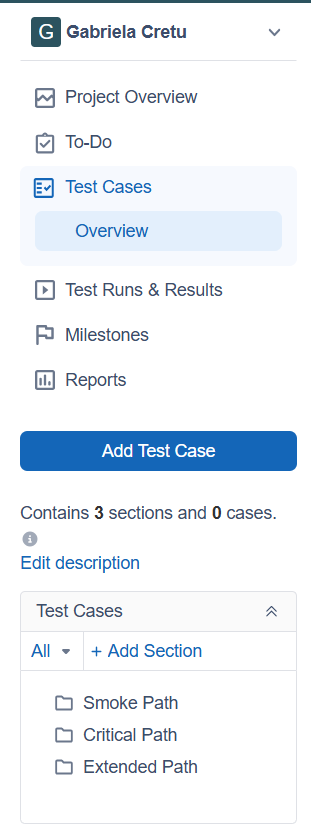 G Gabriela Cretu
Project Overview
To-Do
Test Cases
Overview
Test Runs & Results
Milestones
Reports
Add Test Case
Contains 3 sections and 0 cases.
i
Edit description
Test Cases
All + Add Section
Smoke Path
Critical Path
Extended Path